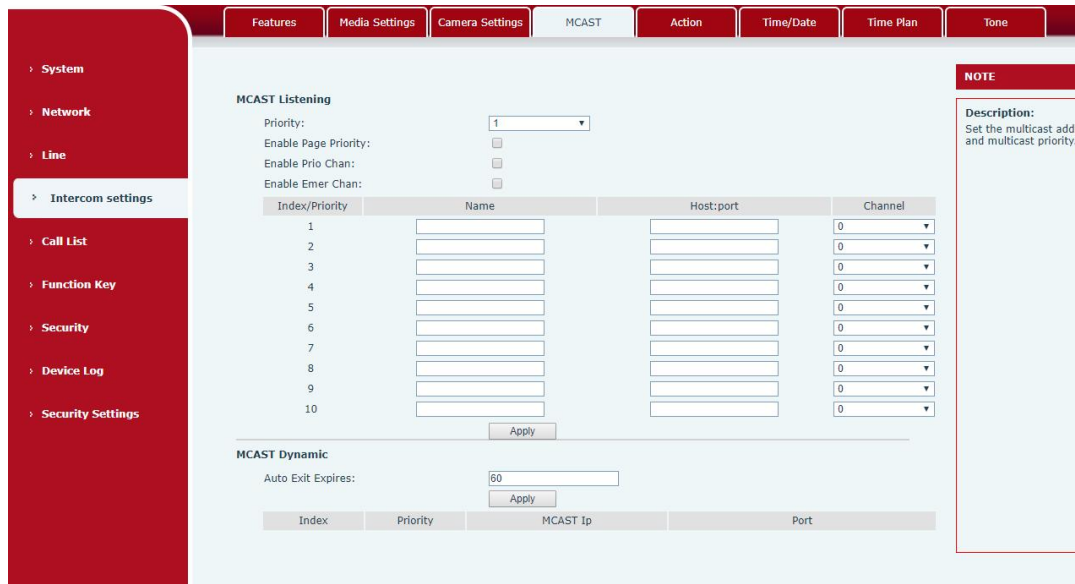 Features Media Settings Camera Settings MCAST Action Time/Date Time Plan Tone
› System
› Network
› Line
› Intercom settings
› Call List
› Function Key
› Security
› Device Log
› Security Settings
MCAST Listening
Priority: 1
Enable Page Priority:
Enable Prio Chan:
Enable Emer Chan:
Index/Priority Name Host:port Channel
1 0
2 0
3 0
4 0
5 0
6 0
7 0
8 0
9 0
10 0
Apply
MCAST Dynamic
Auto Exit Expires: 60
Apply
Index Priority MCAST Ip Port
NOTE
Description:
Set the multicast add
and multicast priority